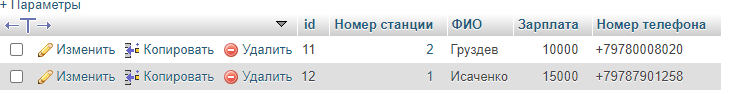 + Параметры
←T→ id Номер станции ФИО Зарплата Номер телефона
Изменить Копировать Удалить 11 2 Груздев 10000 +79780008020
Изменить Копировать Удалить 12 1 Исаченко 15000 +79787901258